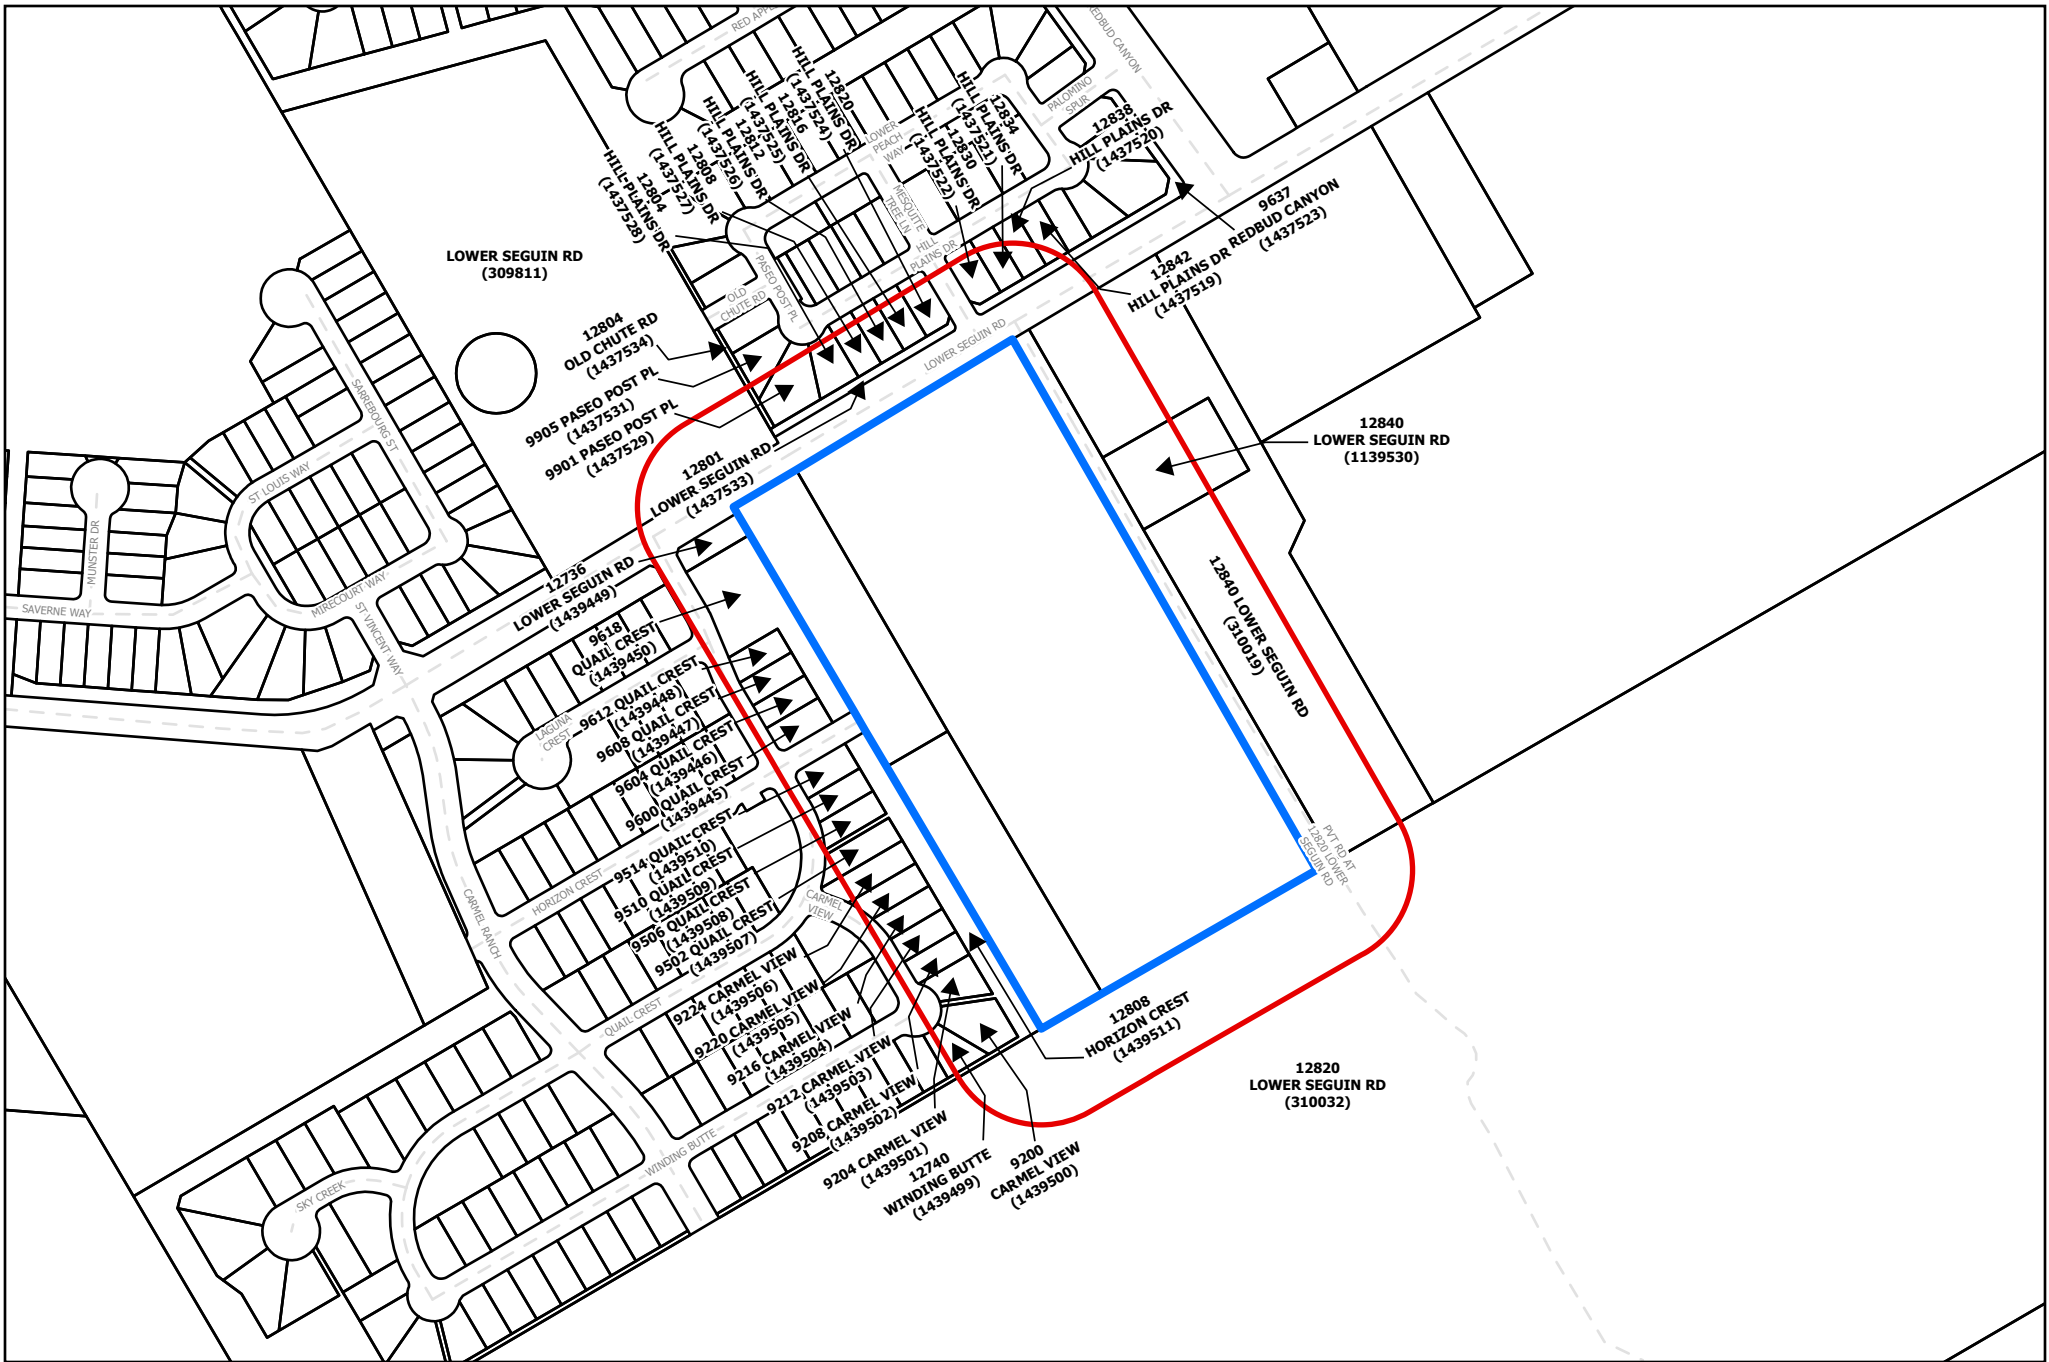 RED APPLE
REDBUD CANYON
PALOMINO
SPUR
LOWER
PEACH
WAY
MESQUITE
TREE LN
HILL
PLAINS DR
PASEO POST PL
OLD
CHUTE RD
LOWER SEGUIN RD
12820
HILL PLAINS DR
(1437524)
12816
HILL PLAINS DR
(1437525)
12812
HILL PLAINS DR
(1437526)
12808
HILL PLAINS DR
(1437527)
12804
HILL PLAINS DR
(1437528)
12834
HILL PLAINS DR
(1437521)
12830
HILL PLAINS DR
(1437522)
12838
HILL PLAINS DR
(1437520)
9637
REDBUD CANYON
(1437523)
12842
HILL PLAINS DR
(1437519)
LOWER SEGUIN RD
(309811)
12804
OLD CHUTE RD
(1437534)
9905 PASEO POST PL
(1437531)
9901 PASEO POST PL
(1437529)
12801
LOWER SEGUIN RD
(1437533)
12840
LOWER SEGUIN RD
(1139530)
12840 LOWER SEGUIN RD
(310019)
SARREBOURG ST
ST LOUIS WAY
MUNSTER DR
SAVERNE WAY
MIRECOURT WAY
ST VINCENT WAY
12736
LOWER SEGUIN RD
(1439449)
9618
QUAIL CREST
(1439450)
9612 QUAIL CREST
(1439448)
9608 QUAIL CREST
(1439447)
9604 QUAIL CREST
(1439446)
9600 QUAIL CREST
(1439445)
LAGUNA
CREST
9514 QUAIL CREST
(1439510)
9510 QUAIL CREST
(1439509)
9506 QUAIL CREST
(1439508)
9502 QUAIL CREST
(1439507)
HORIZON CREST
CARMEL RANCH
CARMEL
VIEW
QUAIL CREST
9224 CARMEL VIEW
(1439506)
9220 CARMEL VIEW
(1439505)
9216 CARMEL VIEW
(1439504)
9212 CARMEL VIEW
(1439503)
9208 CARMEL VIEW
(1439502)
9204 CARMEL VIEW
(1439501)
12740
WINDING BUTTE
(1439499)
9200
CARMEL VIEW
(1439500)
12808
HORIZON CREST
(1439511)
12820
LOWER SEGUIN RD
(310032)
PVT RD AT
12820 LOWER
SEGUIN RD
WINDING BUTTE
SKY CREEK